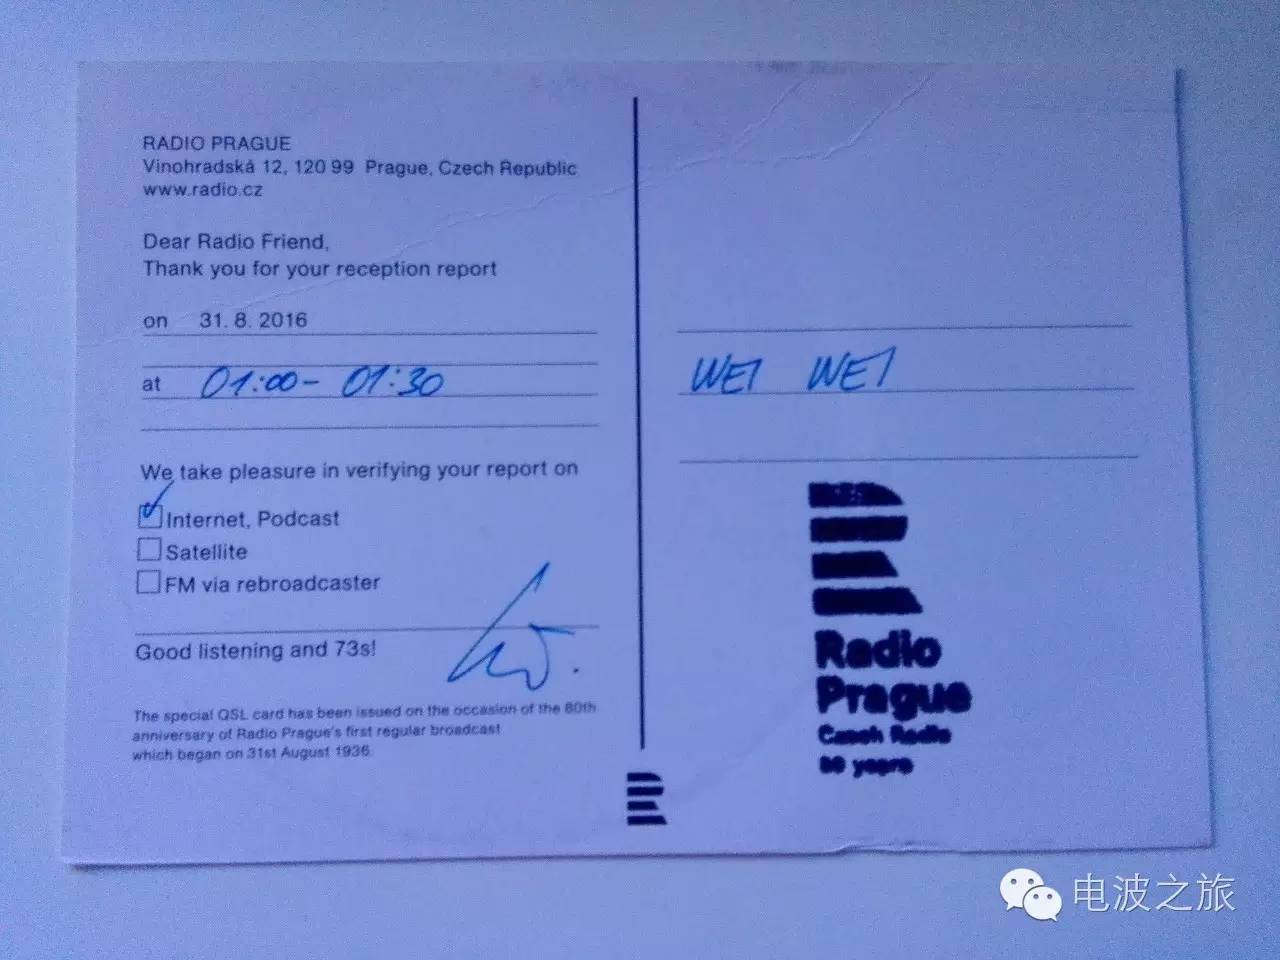 RADIO PRAGUE
Vinohradská 12, 120 99 Prague, Czech Republic
www.radio.cz
Dear Radio Friend,
Thank you for your reception report
on 31. 8. 2016
at 01:00 - 01:30
We take pleasure in verifying your report on
Internet, Podcast
Satellite
FM via rebroadcaster
Good listening and 73s!
The special QSL card has been issued on the occasion of the 80th
anniversary of Radio Prague's first regular broadcast
which began on 31st August 1936.
WEI WEI
Radio
Prague
Czech Radio
80 years
电波之旅